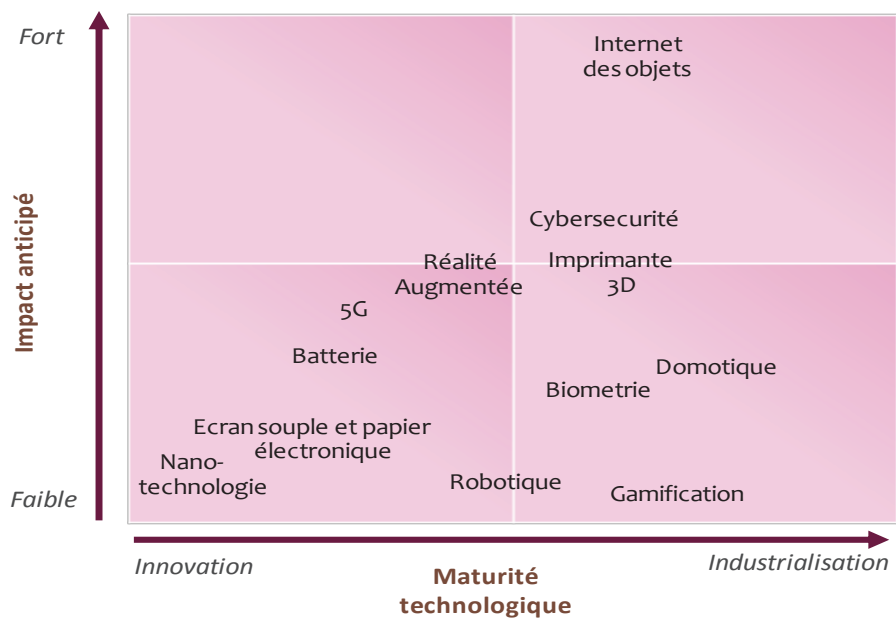 Fort
Internet
des objets
Impact anticipé
Cybersecurité
Réalité
Augmentée
Imprimante
3D
5G
Batterie
Domotique
Biometrie
Ecran souple et papier
électronique
Nano-
technologie
Robotique
Gamification
Faible
Innovation
Industrialisation
Maturité
technologique